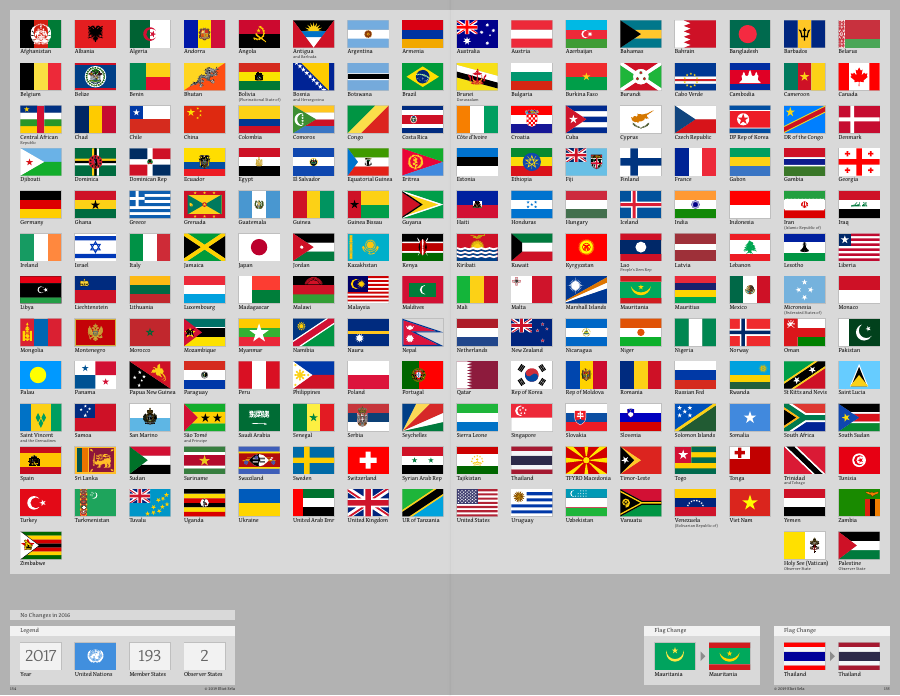 Afghanistan
Albania
Algeria
Andorra
Angola
Antigua
and Barbuda
Argentina
Armenia
Australia
Austria
Azerbaijan
Bahamas
Bahrain
Bangladesh
Barbados
Belarus
Belgium
Belize
Benin
Bhutan
Bolivia
(Plurinational State of)
Bosnia
and Herzegovina
Botswana
Brazil
Brunei
Darussalam
Bulgaria
Burkina Faso
Burundi
Cabo Verde
Cambodia
Cameroon
Canada
Central African
Republic
Chad
Chile
China
Colombia
Comoros
Congo
Costa Rica
Côte d'Ivoire
Croatia
Cuba
Cyprus
Czech Republic
DP Rep of Korea
DR of the Congo
Denmark
Djibouti
Dominica
Dominican Rep
Ecuador
Egypt
El Salvador
Equatorial Guinea
Eritrea
Estonia
Ethiopia
Fiji
Finland
France
Gabon
Gambia
Georgia
Germany
Ghana
Greece
Grenada
Guatemala
Guinea
Guinea Bissau
Guyana
Haiti
Honduras
Hungary
Iceland
India
Indonesia
Iran
(Islamic Republic of)
Iraq
Ireland
Israel
Italy
Jamaica
Japan
Jordan
Kazakhstan
Kenya
Kiribati
Kuwait
Kyrgyzstan
Lao
People's Dem Rep
Latvia
Lebanon
Lesotho
Liberia
Libya
Liechtenstein
Lithuania
Luxembourg
Madagascar
Malawi
Malaysia
Maldives
Mali
Malta
Marshall Islands
Mauritania
Mauritius
Mexico
Micronesia
(Federated States of)
Monaco
Mongolia
Montenegro
Morocco
Mozambique
Myanmar
Namibia
Nauru
Nepal
Netherlands
New Zealand
Nicaragua
Niger
Nigeria
Norway
Oman
Pakistan
Palau
Panama
Papua New Guinea
Paraguay
Peru
Philippines
Poland
Portugal
Qatar
Rep of Korea
Rep of Moldova
Romania
Russian Fed
Rwanda
St Kitts and Nevis
Saint Lucia
Saint Vincent
and the Grenadines
Samoa
San Marino
São Tomé
and Principe
Saudi Arabia
Senegal
Serbia
Seychelles
Sierra Leone
Singapore
Slovakia
Slovenia
Solomon Islands
Somalia
South Africa
South Sudan
Spain
Sri Lanka
Sudan
Suriname
Swaziland
Sweden
Switzerland
Syrian Arab Rep
Tajikistan
Thailand
TFYRO Macedonia
Timor-Leste
Togo
Tonga
Trinidad
and Tobago
Tunisia
Turkey
Turkmenistan
Tuvalu
Uganda
Ukraine
United Arab Emr
United Kingdom
UR of Tanzania
United States
Uruguay
Uzbekistan
Vanuatu
Venezuela
(Bolivarian Republic of)
Viet Nam
Yemen
Zambia
Zimbabwe
Holy See (Vatican)
Observer State
Palestine
Observer State
No Changes in 2016
Legend
2017
Year
United Nations
193
Member States
2
Observer States
Flag Change
Mauritania
Mauritania
Flag Change
Thailand
Thailand